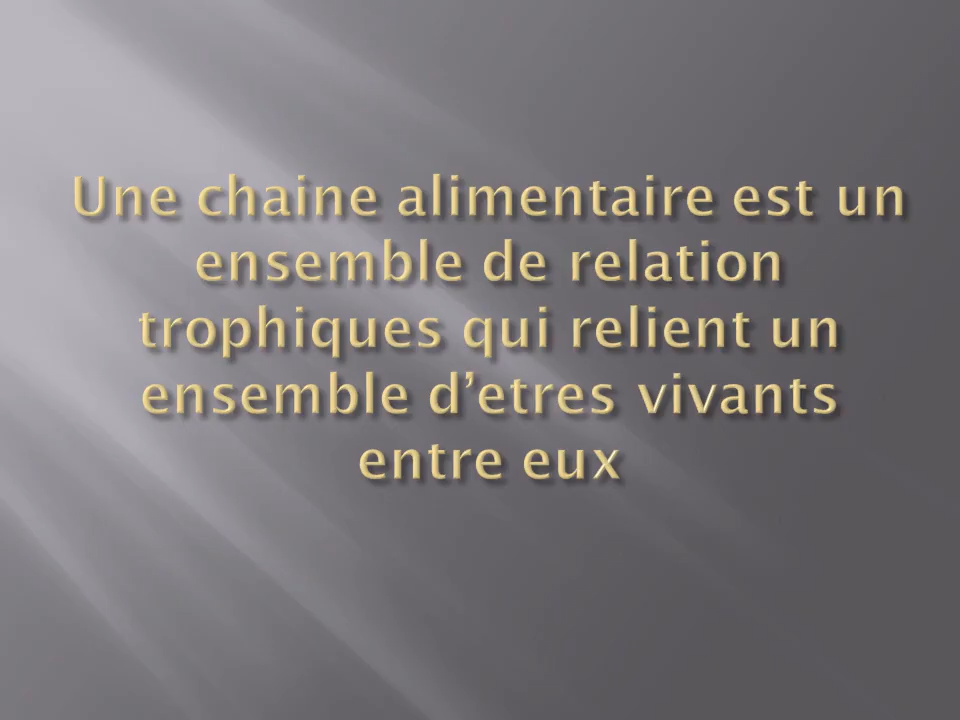 Une chaine alimentaire est un
ensemble de relation
trophiques qui relient un
ensemble d’etres vivants
entre eux